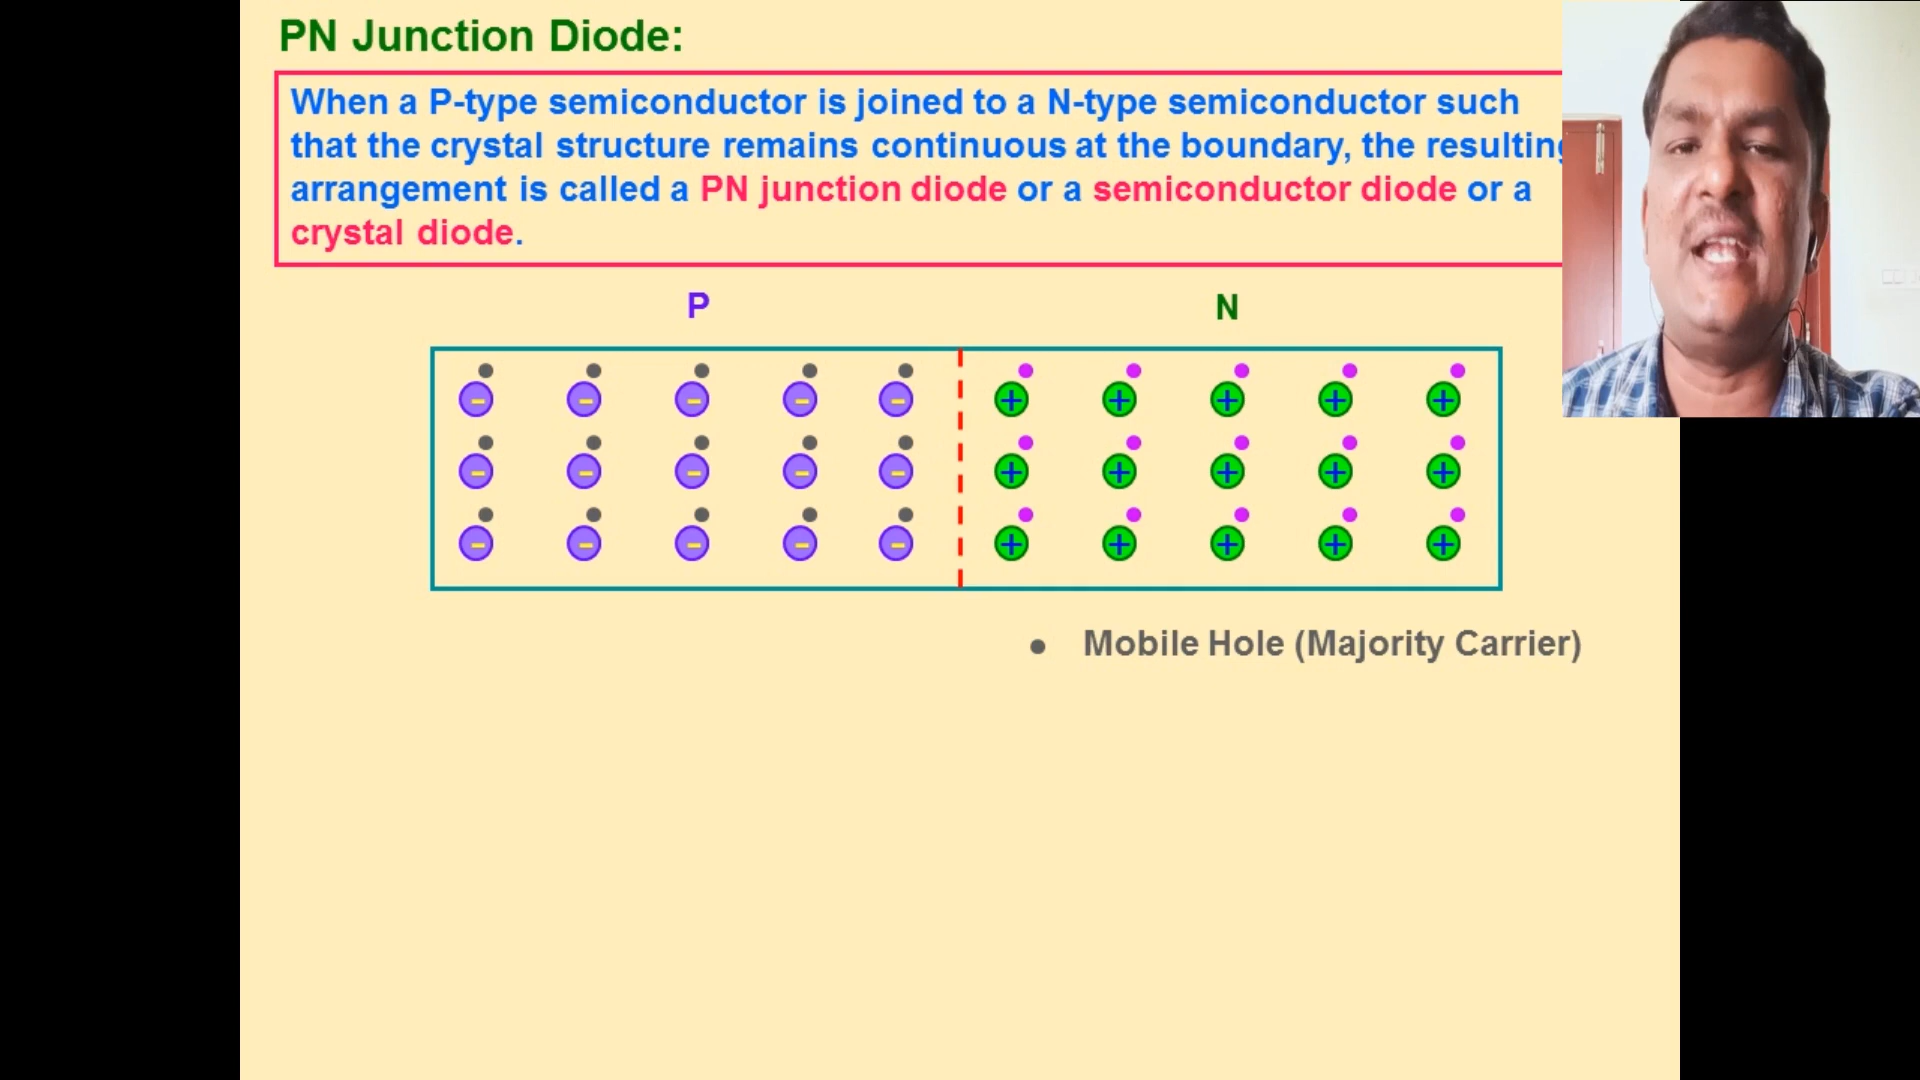 PN Junction Diode:
When a P-type semiconductor is joined to a N-type semiconductor such
that the crystal structure remains continuous at the boundary, the resulting
arrangement is called a PN junction diode or a semiconductor diode or a
crystal diode.
P N
- - - - - + + + + +
- - - - - + + + + +
- - - - - + + + + +
● Mobile Hole (Majority Carrier)